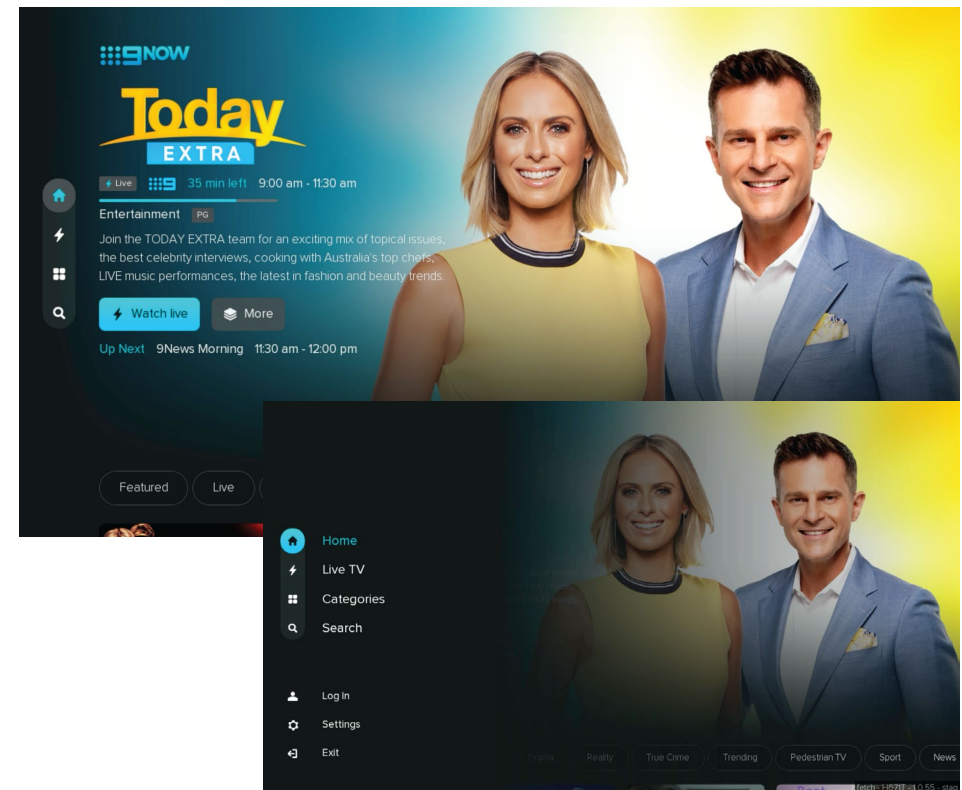 9NOW
Today
EXTRA
Live 9 35 min left 9:00 am - 11:30 am
Entertainment PG
Join the TODAY EXTRA team for an exciting mix of topical issues,
the best celebrity interviews, cooking with Australia's top chefs,
LIVE music performances, the latest in fashion and beauty trends.
Watch live More
Up Next 9News Morning 11:30 am - 12:00 pm
Featured Live
Home
Live TV
Categories
Search
Log In
Settings
Exit
Drama Reality True Crime Trending Pedestrian TV Sport News